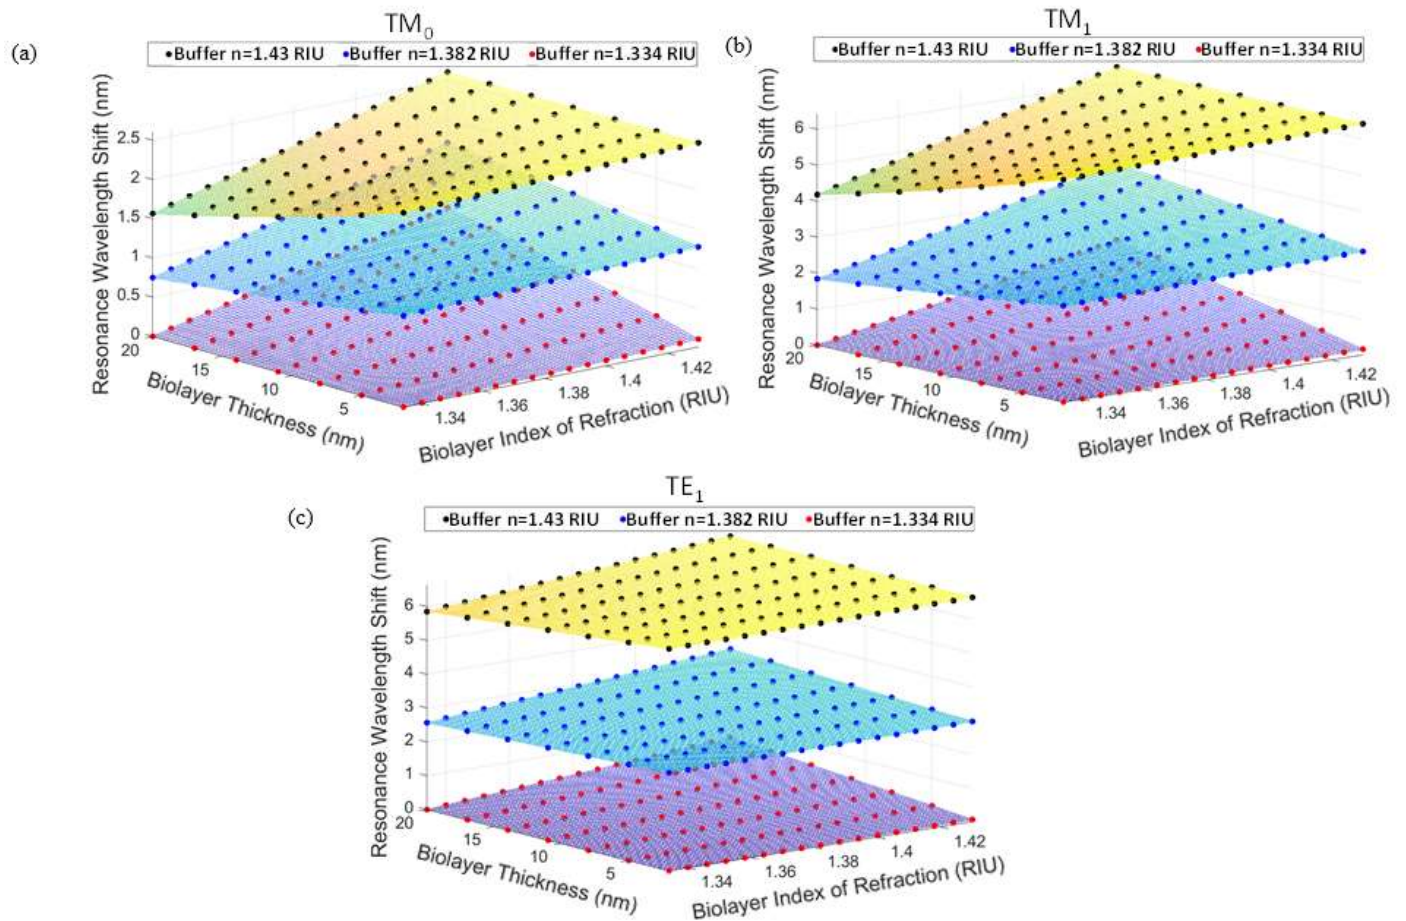 TM0
(a)
Buffer n=1.43 RIU Buffer n=1.382 RIU Buffer n=1.334 RIU
Resonance Wavelength Shift (nm)
2.5
2
1.5
1
0.5
0
20
15
10
5
Biolayer Thickness (nm)
1.34
1.36
1.38
1.4
1.42
Biolayer Index of Refraction (RIU)
TM1
(b)
Buffer n=1.43 RIU Buffer n=1.382 RIU Buffer n=1.334 RIU
Resonance Wavelength Shift (nm)
6
5
4
3
2
1
0
20
15
10
5
Biolayer Thickness (nm)
1.34
1.36
1.38
1.4
1.42
Biolayer Index of Refraction (RIU)
TE1
(c)
Buffer n=1.43 RIU Buffer n=1.382 RIU Buffer n=1.334 RIU
Resonance Wavelength Shift (nm)
6
5
4
3
2
1
0
20
15
10
5
Biolayer Thickness (nm)
1.34
1.36
1.38
1.4
1.42
Biolayer Index of Refraction (RIU)